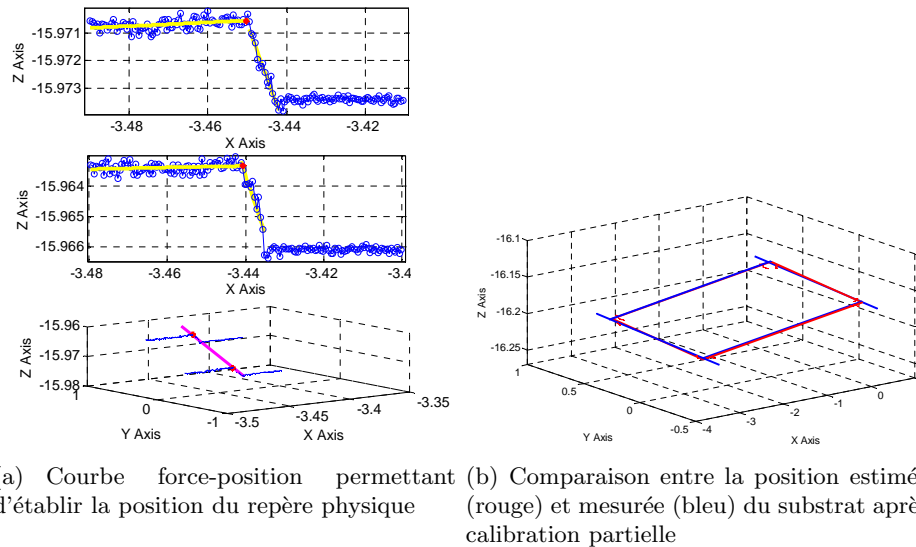 -15.971
-15.972
-15.973
Z Axis
-3.48
-3.46
-3.44
-3.42
X Axis
-15.964
-15.965
-15.966
Z Axis
-3.48
-3.46
-3.44
-3.42
-3.4
X Axis
-15.96
-15.97
-15.98
Z Axis
1
0
-1
Y Axis
-3.5
-3.45
-3.4
-3.35
X Axis
-16.1
-16.15
-16.2
-16.25
Z Axis
1
0.5
0
-0.5
Y Axis
-4
-3
-2
-1
0
X Axis
(a) Courbe force-position permettant
d'établir la position du repère physique
(b) Comparaison entre la position estimé
(rouge) et mesurée (bleu) du substrat aprè
calibration partielle